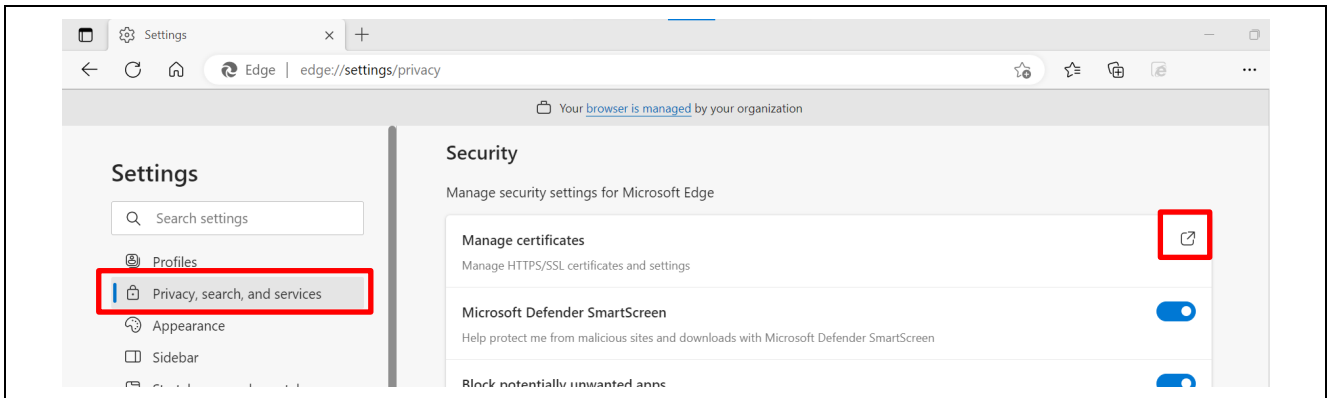 Settings
Edge | edge://settings/privacy
Your browser is managed by your organization
Settings
Search settings
Profiles
Privacy, search, and services
Appearance
Sidebar
Security
Manage security settings for Microsoft Edge
Manage certificates
Manage HTTPS/SSL certificates and settings
Microsoft Defender SmartScreen
Help protect me from malicious sites and downloads with Microsoft Defender SmartScreen
Block potentially unwanted apps